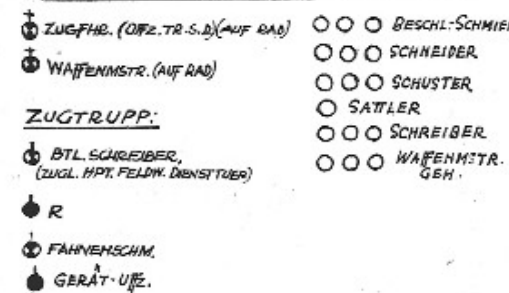 ZUGFHR. (OFFZ. TR. S. D) (AUF RAD)
WAFFENMSTR. (AUF RAD)
ZUGTRUPP:
BTL. SCHREIBER,
(ZUGL. HPT. FELDW. DIENSTTUER)
R
FAHNENSCHM.
GERÄT-UFFZ.
BESCHL-SCHMIE
SCHNEIDER
SCHUSTER
SATTLER
SCHREIBER
WAFFENMSTR.
GEH.